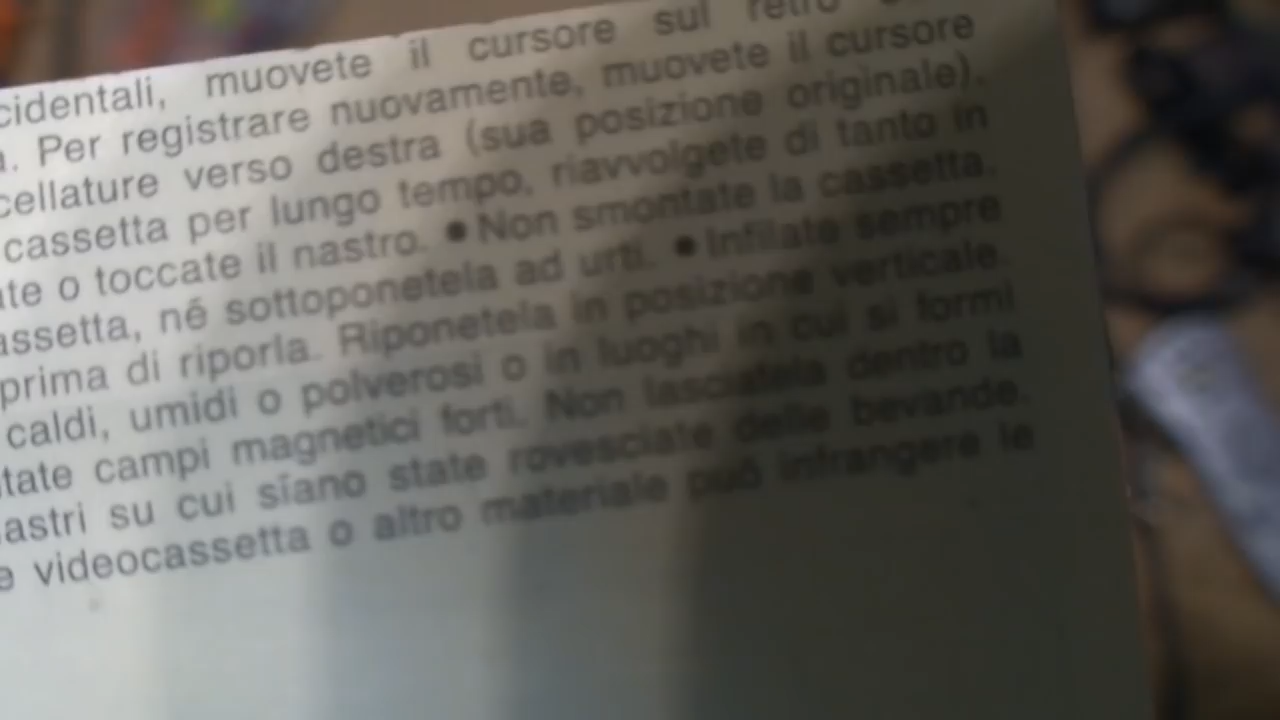 cidentali, muovete il cursore sul retro
a. Per registrare nuovamente, muovete il cursore
cellature verso destra (sua posizione originale).
cassetta per lungo tempo, riavvolgete di tanto in
ate o toccate il nastro. ●Non smontate la cassetta.
assetta, né sottoponetela ad urti. ●Infilate sempre
prima di riporla. Riponetela in posizione verticale.
caldi, umidi o polverosi o in luoghi in cui si formi
tate campi magnetici forti. Non lasciatela dentro la
astri su cui siano state rovesciate delle bevande.
e videocassetta o altro materiale può infrangere le